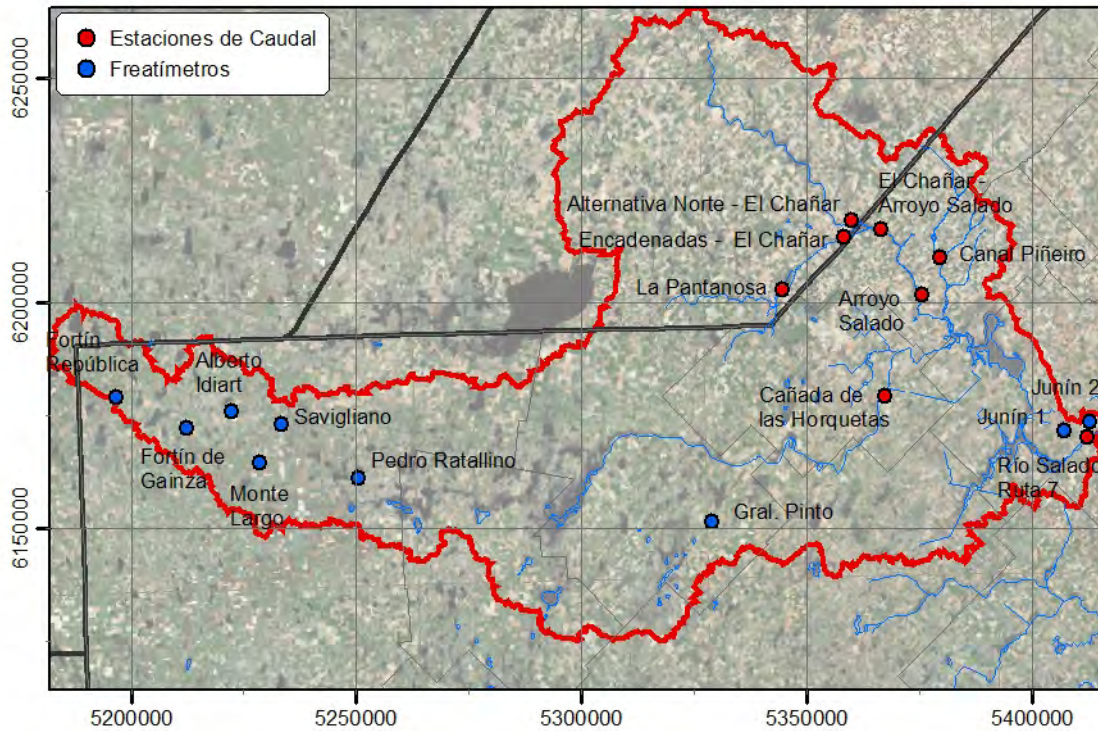 Estaciones de Caudal
Freatímetros
6250000
6200000
6150000
El Chañar -
Arroyo Salado
Alternativa Norte - El Chañar
Encadenadas - El Chañar
Canal Piñeiro
La Pantanosa
Arroyo
Salado
Fortín
República
Alberto
Idiart
Savigliano
Cañada de
las Horquetas
Junín 2
Junín 1
Fortín de
Gainza
Monte
Largo
Pedro Ratallino
Río Salado
Ruta 7
Gral. Pinto
5200000
5250000
5300000
5350000
5400000